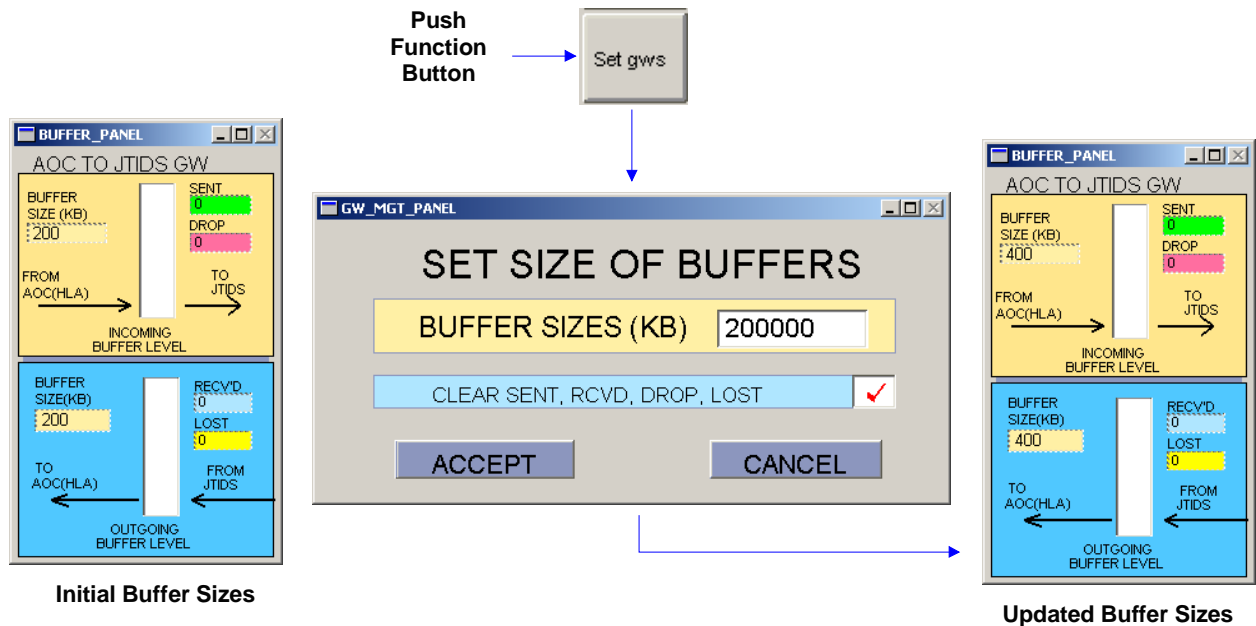 Push
Function
Button
Set gws
BUFFER_PANEL
AOC TO JTIDS GW
BUFFER
SIZE (KB)
200
SENT
0
DROP
0
FROM
AOC(HLA)
TO
JTIDS
INCOMING
BUFFER LEVEL
BUFFER
SIZE(KB)
200
RECV'D
0
LOST
0
TO
AOC(HLA)
FROM
JTIDS
OUTGOING
BUFFER LEVEL
Initial Buffer Sizes
GW_MGT_PANEL
SET SIZE OF BUFFERS
BUFFER SIZES (KB) 200000
CLEAR SENT, RCVD, DROP, LOST
ACCEPT CANCEL
BUFFER_PANEL
AOC TO JTIDS GW
BUFFER
SIZE (KB)
400
SENT
0
DROP
0
FROM
AOC(HLA)
TO
JTIDS
INCOMING
BUFFER LEVEL
BUFFER
SIZE(KB)
400
RECV'D
0
LOST
0
TO
AOC(HLA)
FROM
JTIDS
OUTGOING
BUFFER LEVEL
Updated Buffer Sizes